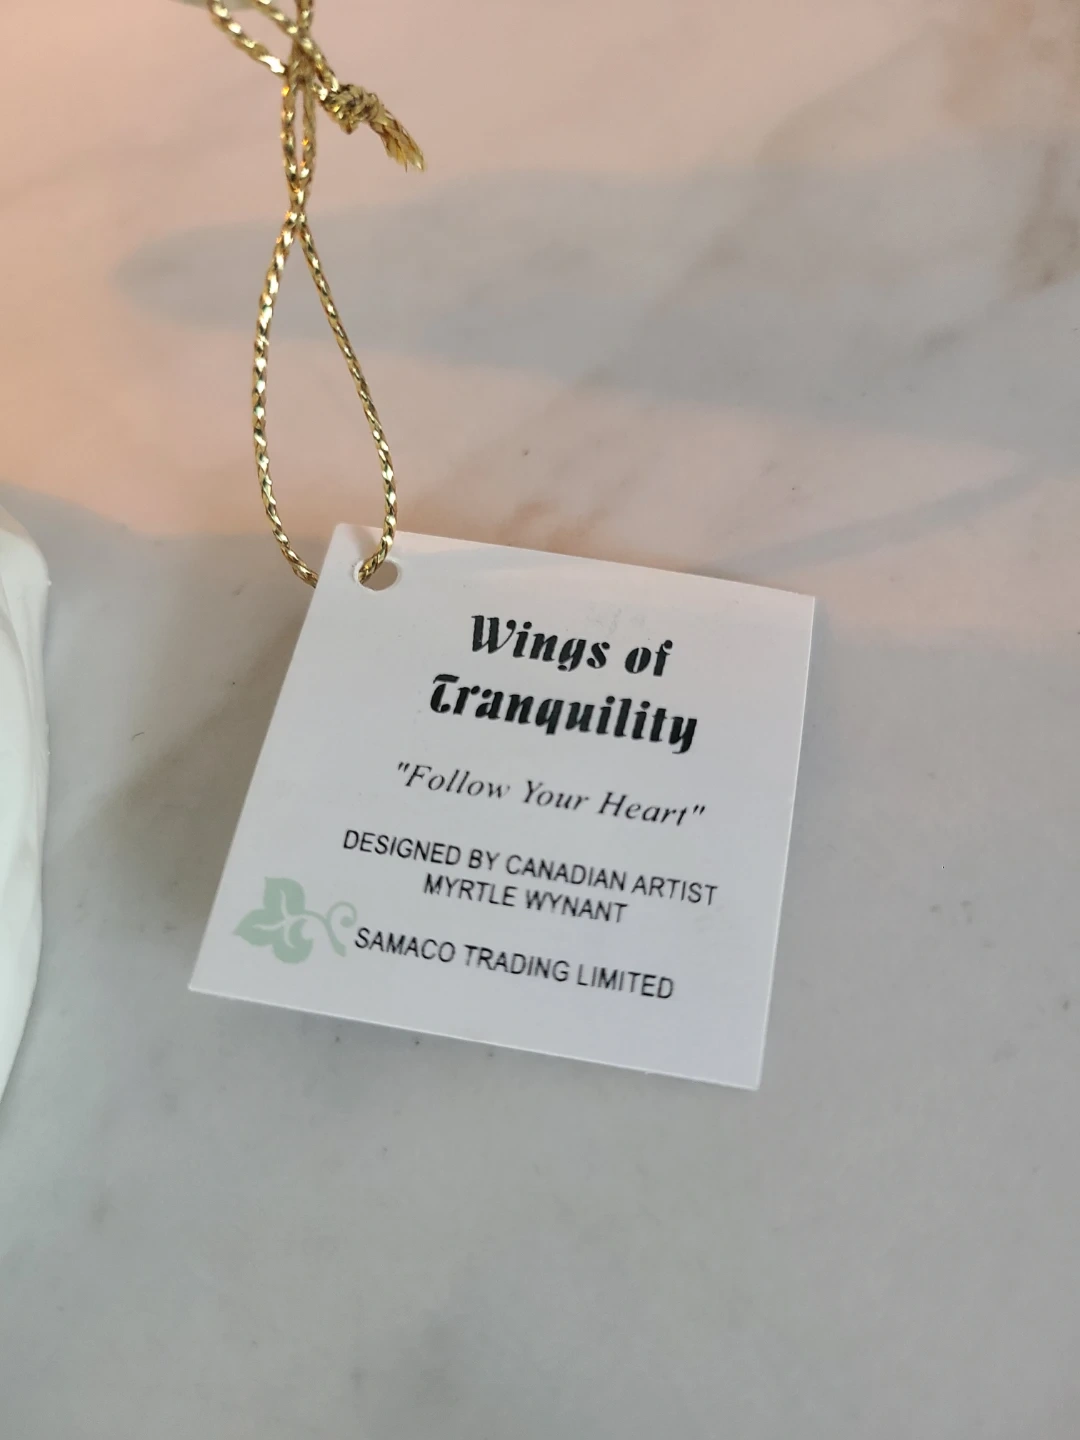 Wings of
Tranquility
"Follow Your Heart"
DESIGNED BY CANADIAN ARTIST
MYRTLE WYNANT
SAMACO TRADING LIMITED